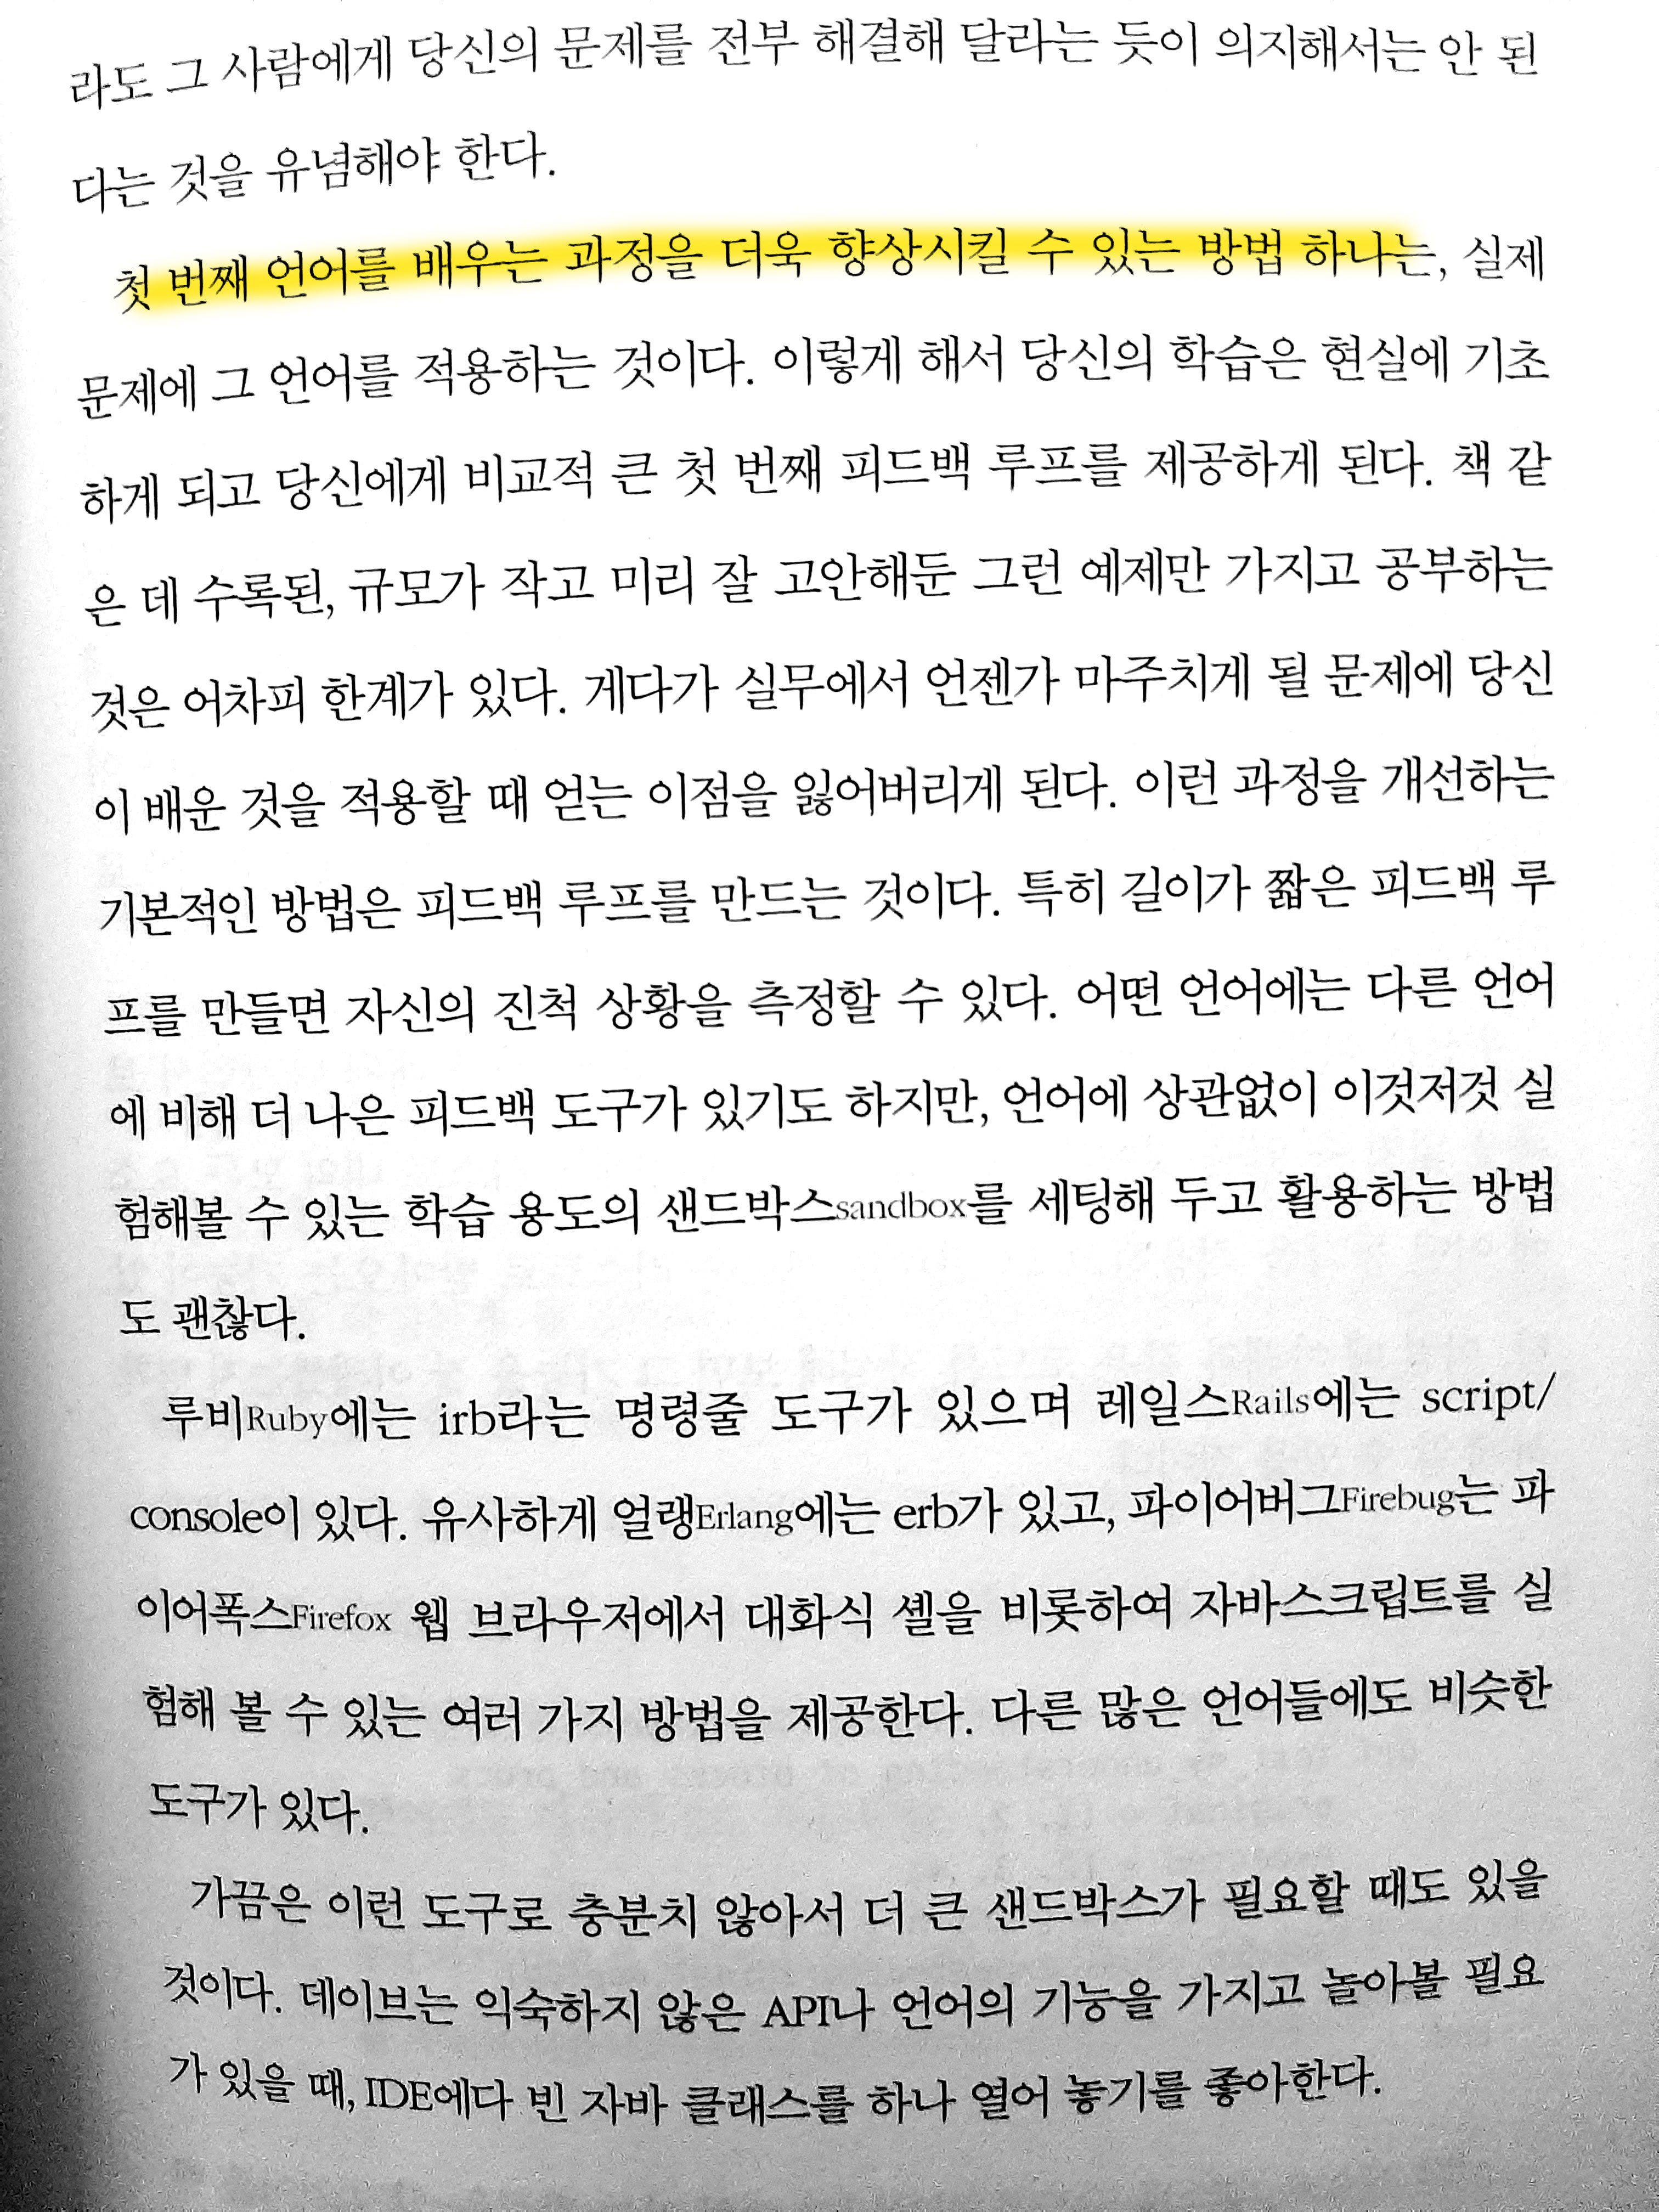 라도 그 사람에게 당신의 문제를 전부 해결해 달라는 듯이 의지해서는 안 된
다는 것을 유념해야 한다.
첫 번째 언어를 배우는 과정을 더욱 향상시킬 수 있는 방법 하나는, 실제
문제에 그 언어를 적용하는 것이다. 이렇게 해서 당신의 학습은 현실에 기초
하게 되고 당신에게 비교적 큰 첫 번째 피드백 루프를 제공하게 된다. 책 같
은 데 수록된, 규모가 작고 미리 잘 고안해둔 그런 예제만 가지고 공부하는
것은 어차피 한계가 있다. 게다가 실무에서 언젠가 마주치게 될 문제에 당신
이 배운 것을 적용할 때 얻는 이점을 잃어버리게 된다. 이런 과정을 개선하는
기본적인 방법은 피드백 루프를 만드는 것이다. 특히 길이가 짧은 피드백 루
프를 만들면 자신의 진척 상황을 측정할 수 있다. 어떤 언어에는 다른 언어
에 비해 더 나은 피드백 도구가 있기도 하지만, 언어에 상관없이 이것저것 실
험해볼 수 있는 학습 용도의 샌드박스sandbox를 세팅해 두고 활용하는 방법
도 괜찮다.
루비Ruby에는 irb라는 명령줄 도구가 있으며 레일스Rails에는 script/
console이 있다. 유사하게 얼랭Erlang에는 erb가 있고, 파이어버그Firebug는 파
이어폭스Firefox 웹 브라우저에서 대화식 셸을 비롯하여 자바스크립트를 실
험해 볼 수 있는 여러 가지 방법을 제공한다. 다른 많은 언어들에도 비슷한
도구가 있다.
가끔은 이런 도구로 충분치 않아서 더 큰 샌드박스가 필요할 때도 있을
것이다. 데이브는 익숙하지 않은 API나 언어의 기능을 가지고 놀아볼 필요
가 있을 때, IDE에다 빈 자바 클래스를 하나 열어 놓기를 좋아한다.